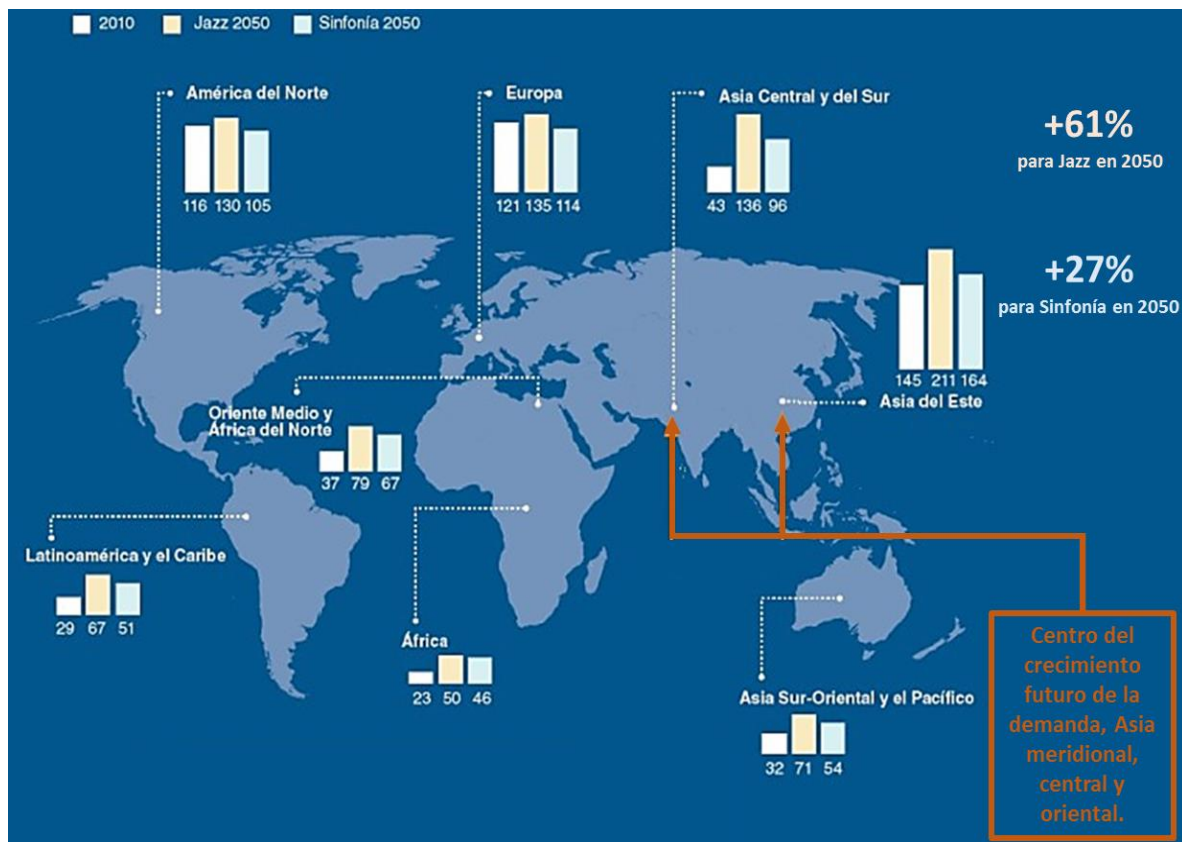 2010 Jazz 2050 Sinfonía 2050
América del Norte
116 130 105
Europa
121 135 114
Asia Central y del Sur
43 136 96
+61%
para Jazz en 2050
+27%
para Sinfonía en 2050
145 211 164
Asia del Este
Oriente Medio y
África del Norte
37 79 67
Latinoamérica y el Caribe
29 67 51
África
23 50 46
Asia Sur-Oriental y el Pacífico
32 71 54
Centro del
crecimiento
futuro de la
demanda, Asia
meridional,
central y
oriental.